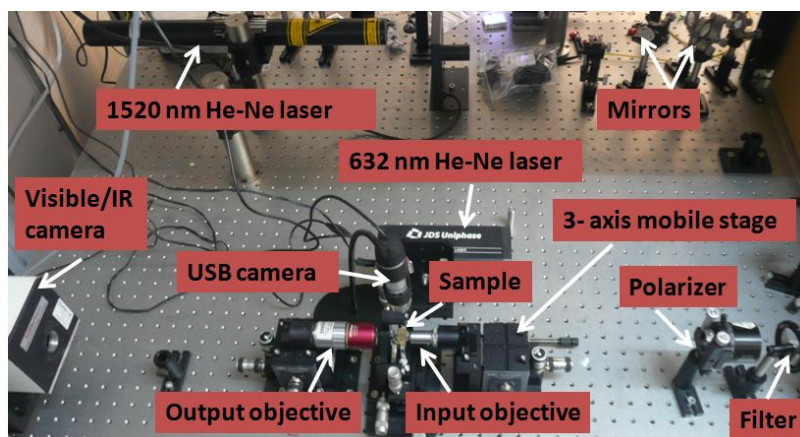 1520 nm He-Ne laser
Mirrors
632 nm He-Ne laser
Visible/IR
camera
3- axis mobile stage
JDS Uniphase
USB camera
Sample
Polarizer
Output objective
Input objective
Filter